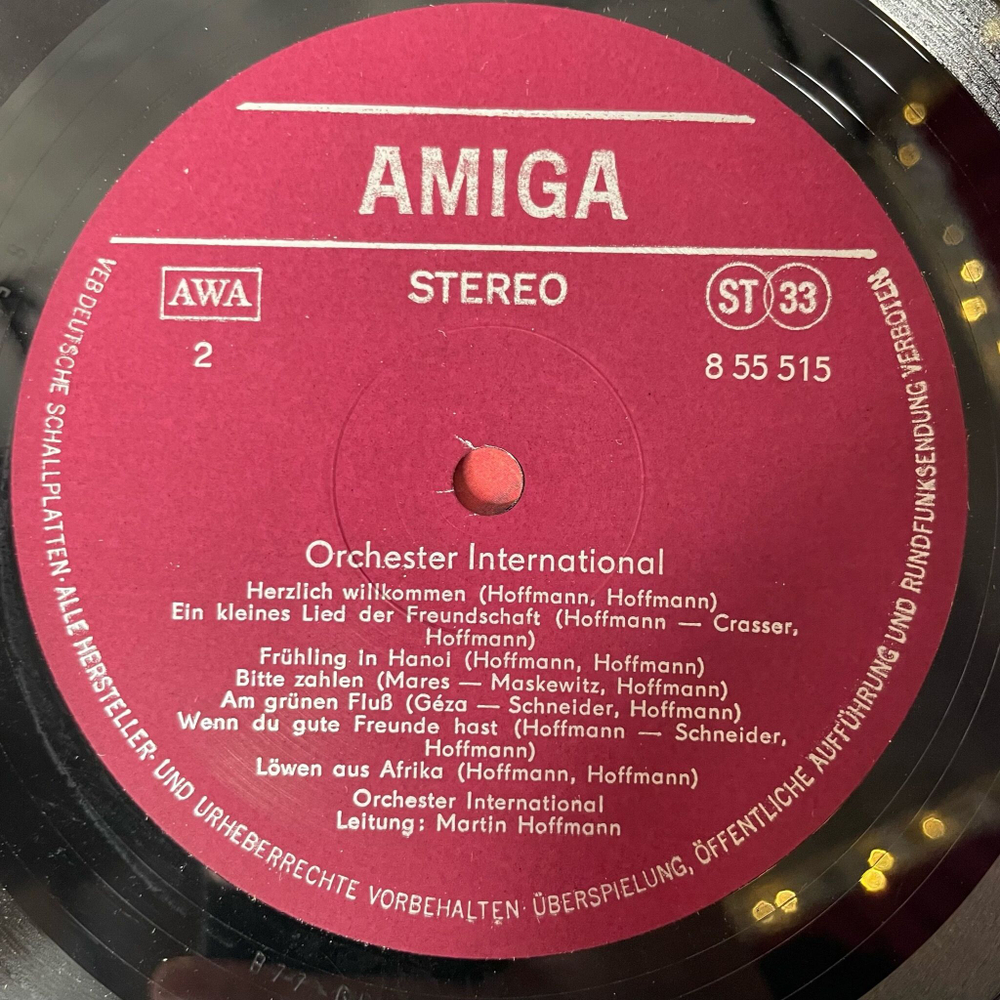 AMIGA
AWA
STEREO
ST 33
2
8 55 515
Orchester International
Herzlich willkommen (Hoffmann, Hoffmann)
Ein kleines Lied der Freundschaft (Hoffmann — Crasser,
Hoffmann)
Frühling in Hanoi (Hoffmann, Hoffmann)
Bitte zahlen (Mares — Maskewitz, Hoffmann)
Am grünen Fluß (Géza — Schneider, Hoffmann)
Wenn du gute Freunde hast (Hoffmann — Schneider,
Hoffmann)
Löwen aus Afrika (Hoffmann, Hoffmann)
Orchester International
Leitung: Martin Hoffmann
VEB DEUTSCHE SCHALLPLATTEN · ALLE HERSTELLER- UND URHEBERRECHTE VORBEHALTEN · ÜBERSPIELUNG, ÖFFENTLICHE AUFFÜHRUNG UND RUNDFUNKSENDUNG VERBOTEN